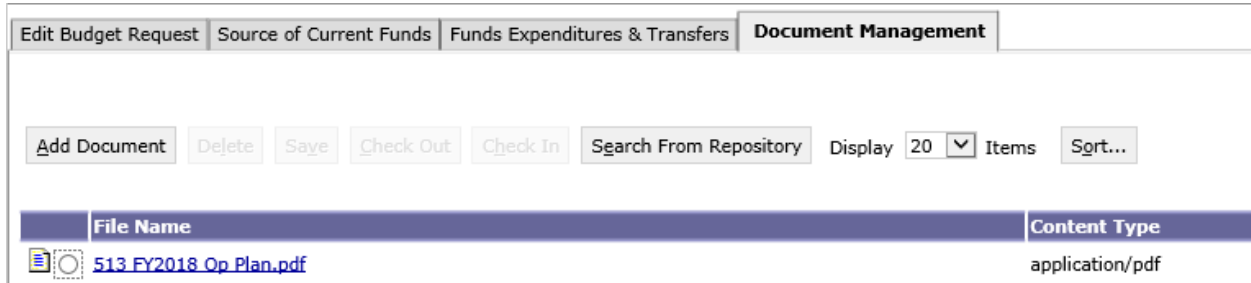 Edit Budget Request Source of Current Funds Funds Expenditures & Transfers Document Management
Add Document Delete Save Check Out Check In Search From Repository Display 20 Items Sort...
File Name Content Type
513 FY2018 Op Plan.pdf application/pdf